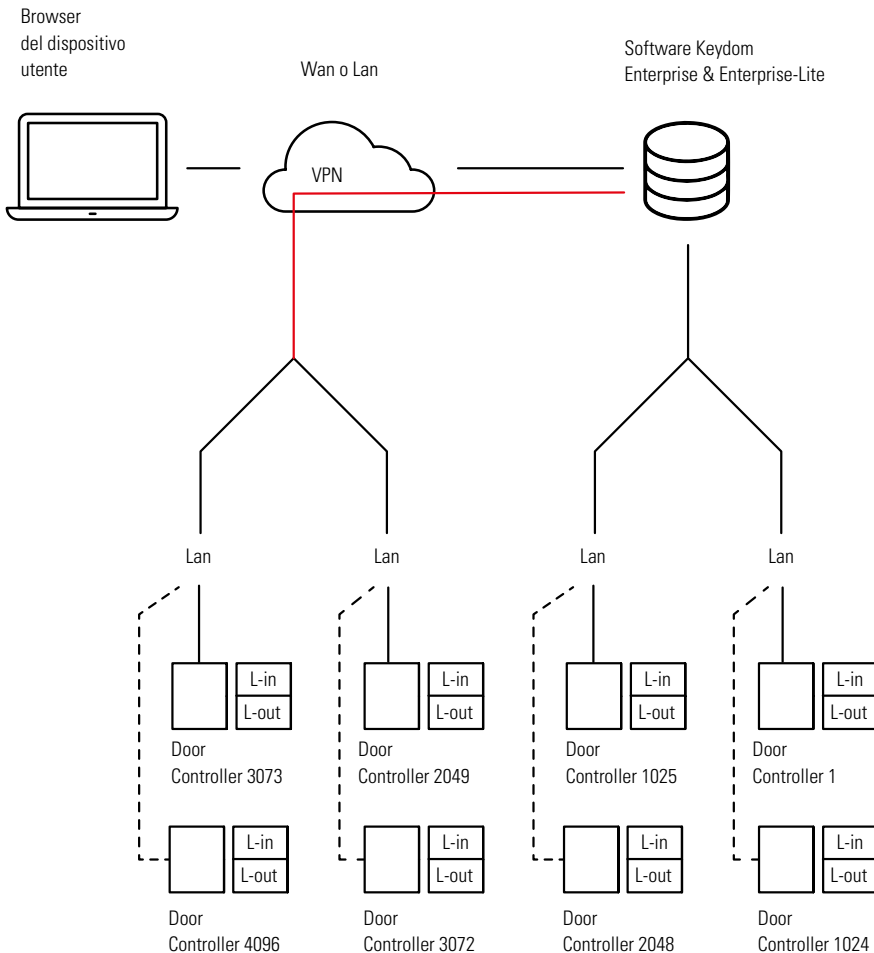 Browser
del dispositivo
utente
Wan o Lan
Software Keydom
Enterprise & Enterprise-Lite
VPN
Lan
Lan
Lan
Lan
L-in
L-out
L-in
L-out
L-in
L-out
L-in
L-out
Door
Controller 3073
Door
Controller 2049
Door
Controller 1025
Door
Controller 1
L-in
L-out
L-in
L-out
L-in
L-out
L-in
L-out
Door
Controller 4096
Door
Controller 3072
Door
Controller 2048
Door
Controller 1024